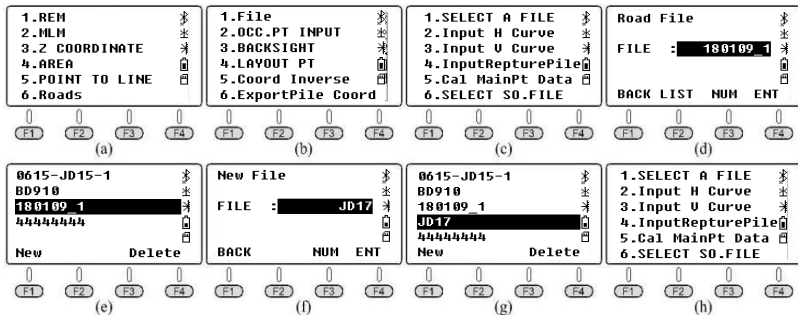 1.REM
2.MLM
3.Z COORDINATE
4.AREA
5.POINT TO LINE
6.Roads
F1 F2 F3 F4
(a)
1.File
2.OCC.PT INPUT
3.BACKSIGHT
4.LAYOUT PT
5.Coord Inverse
6.ExportPile Coord
F1 F2 F3 F4
(b)
1.SELECT A FILE
2.Input H Curve
3.Input V Curve
4.InputRepturePile
5.Cal MainPt Data
6.SELECT SO.FILE
F1 F2 F3 F4
(c)
Road File
FILE : 180109_1
BACK LIST NUM ENT
F1 F2 F3 F4
(d)
0615-JD15-1
BD910
180109_1
44444444
New Delete
F1 F2 F3 F4
(e)
New File
FILE : JD17
BACK NUM ENT
F1 F2 F3 F4
(f)
0615-JD15-1
BD910
180109_1
JD17
44444444
New Delete
F1 F2 F3 F4
(g)
1.SELECT A FILE
2.Input H Curve
3.Input V Curve
4.InputRepturePile
5.Cal MainPt Data
6.SELECT SO.FILE
F1 F2 F3 F4
(h)